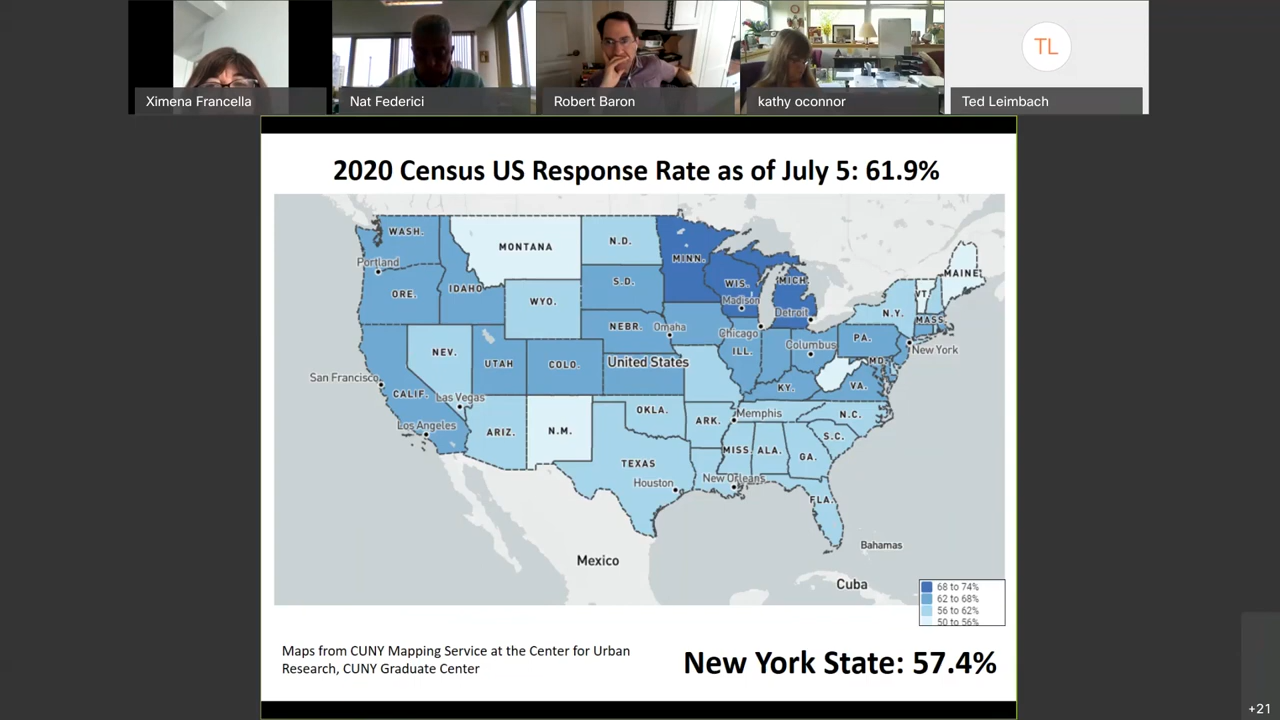 TL
Ximena Francella
Nat Federici
Robert Baron
kathy oconnor
Ted Leimbach
2020 Census US Response Rate as of July 5: 61.9%
WASH.
MONTANA
N.D.
MINN.
Portland
ORE.
IDAHO
WYO.
S.D.
WIS.
Madison
MICH.
Detroit
MAINE
VT
N.Y.
MASS.
NEBR.
Omaha
Chicago
ILL.
Columbus
PA.
New York
NEV.
UTAH
COLO.
United States
MD.
San Francisco
CALIF.
Las Vegas
KY.
VA.
Los Angeles
ARIZ.
N.M.
OKLA.
ARK.
Memphis
N.C.
S.C.
MISS.
ALA.
GA.
TEXAS
Houston
New Orleans
FLA.
Mexico
Bahamas
Cuba
68 to 74%
62 to 68%
56 to 62%
50 to 56%
Maps from CUNY Mapping Service at the Center for Urban
Research, CUNY Graduate Center
New York State: 57.4%
+21